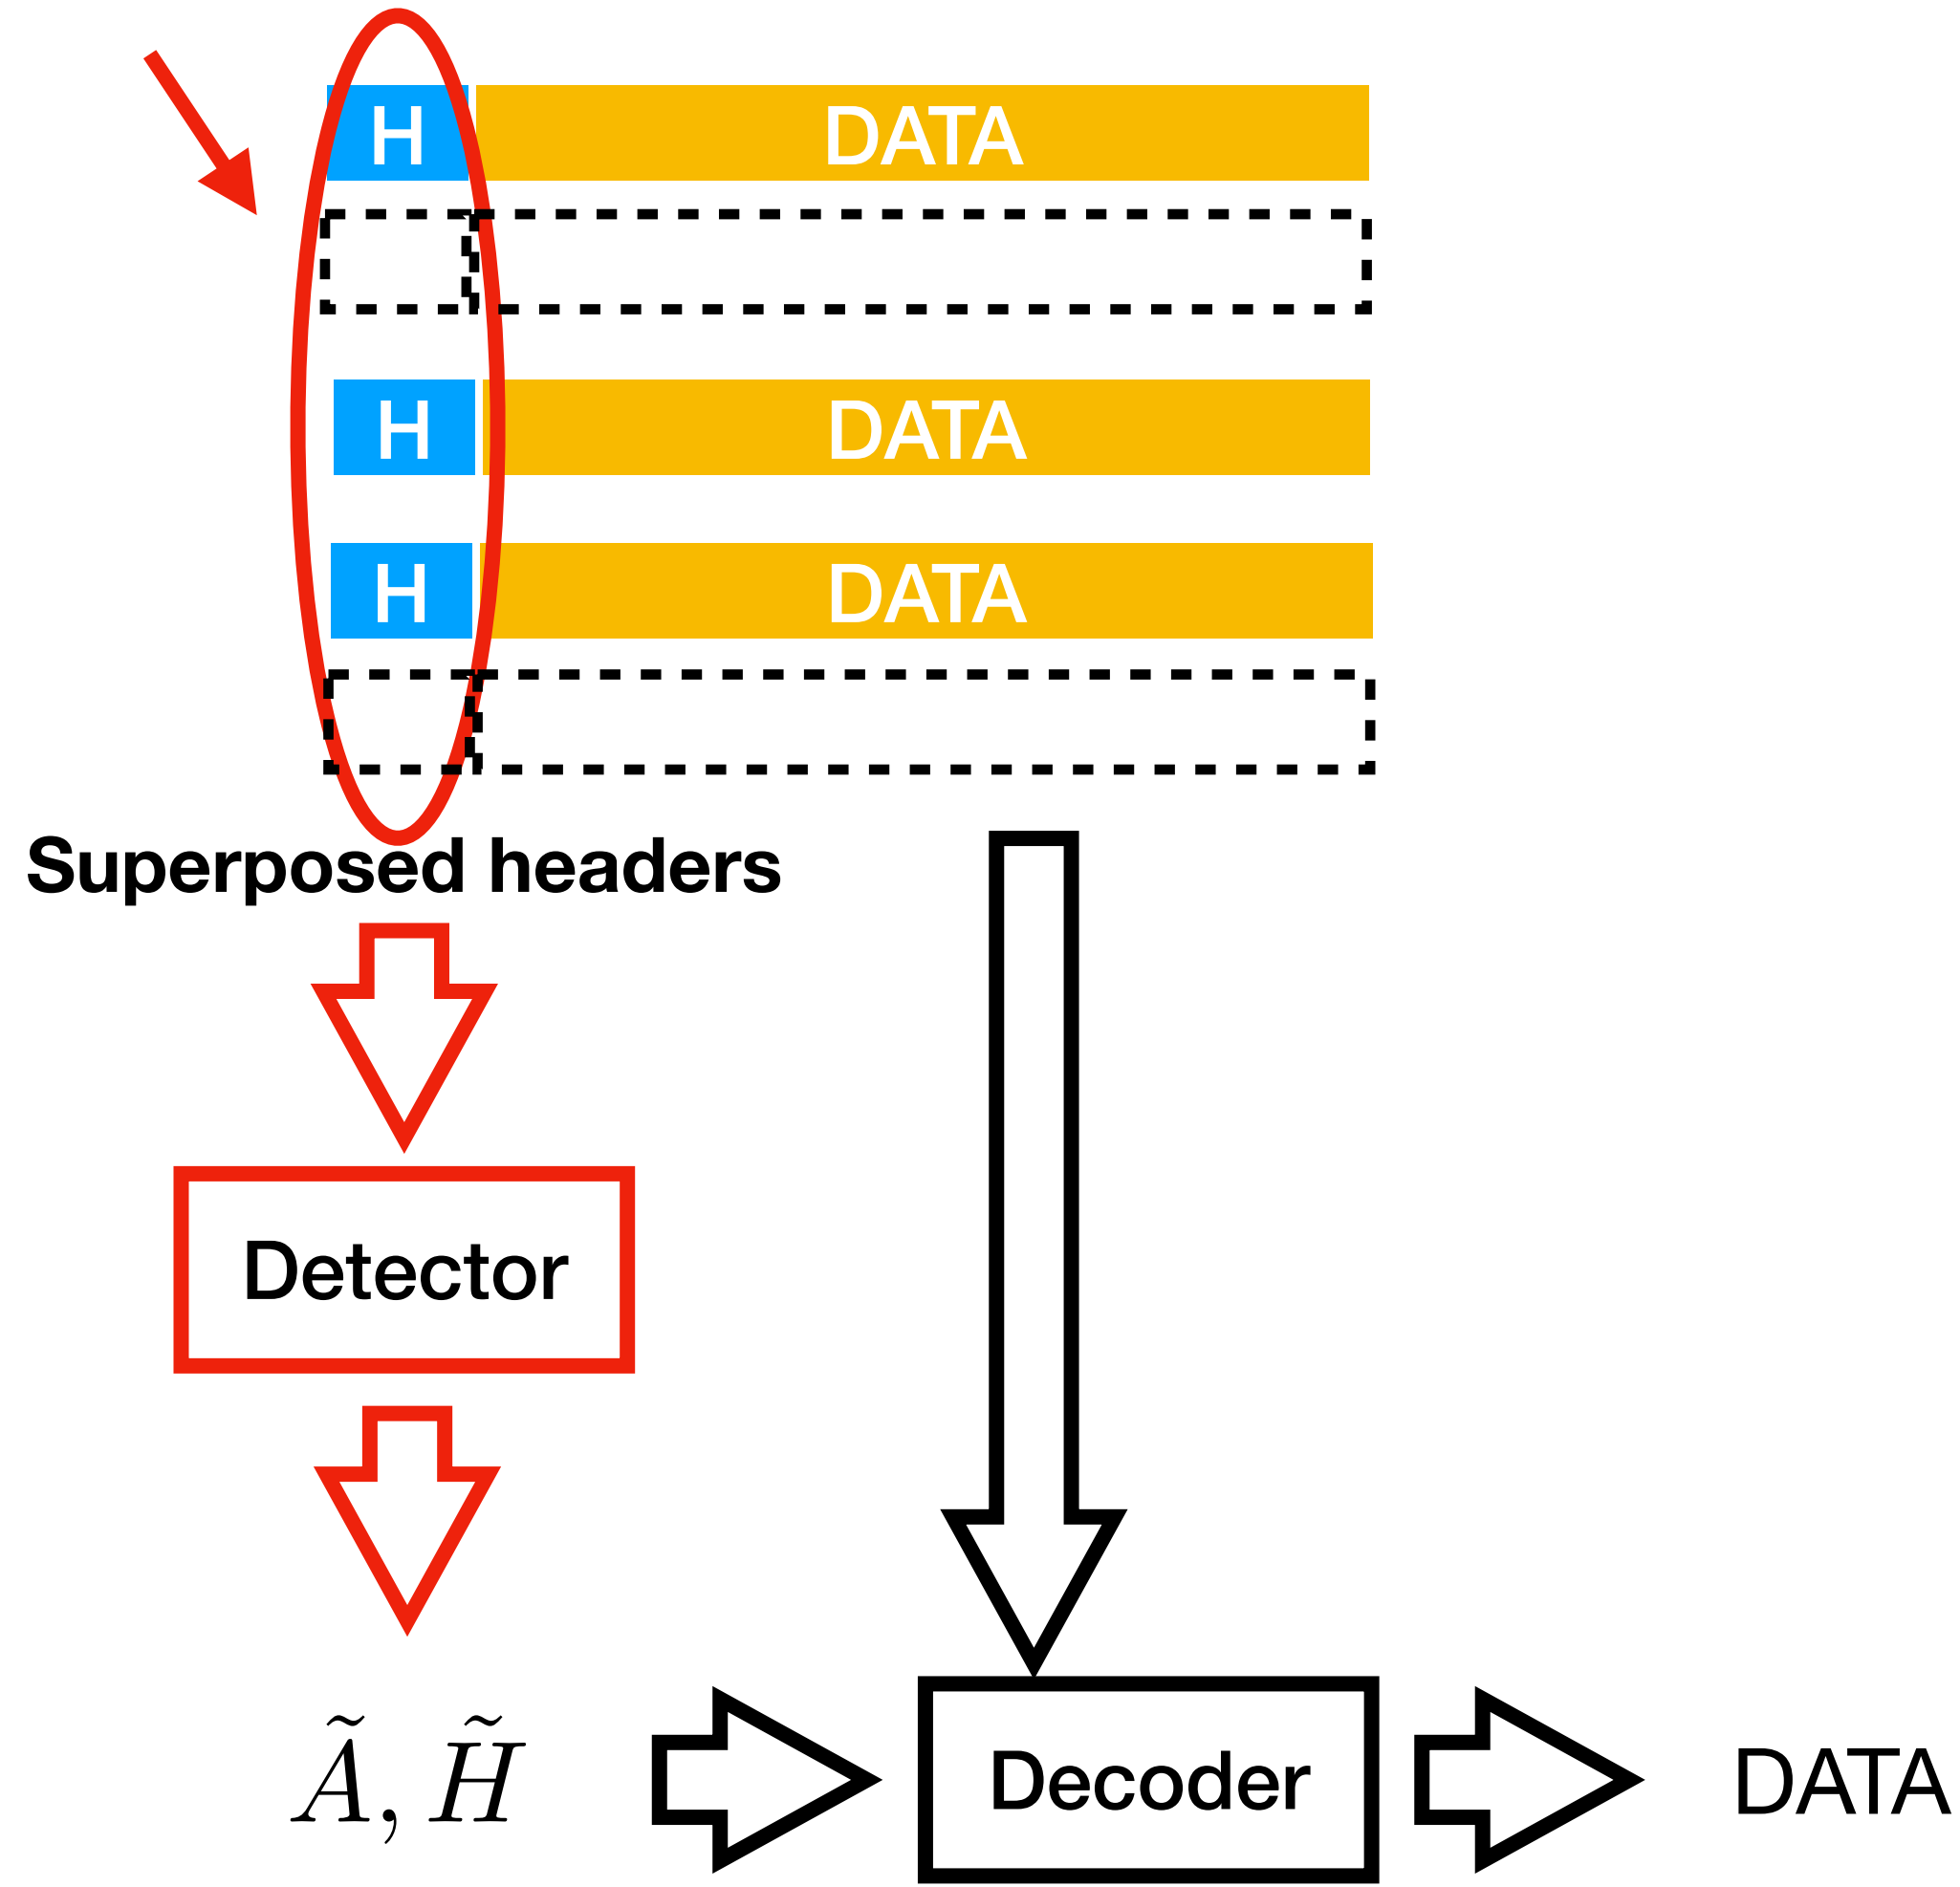 H DATA
H DATA
H DATA
Superposed headers
Detector
Ã, H̃
Decoder
DATA